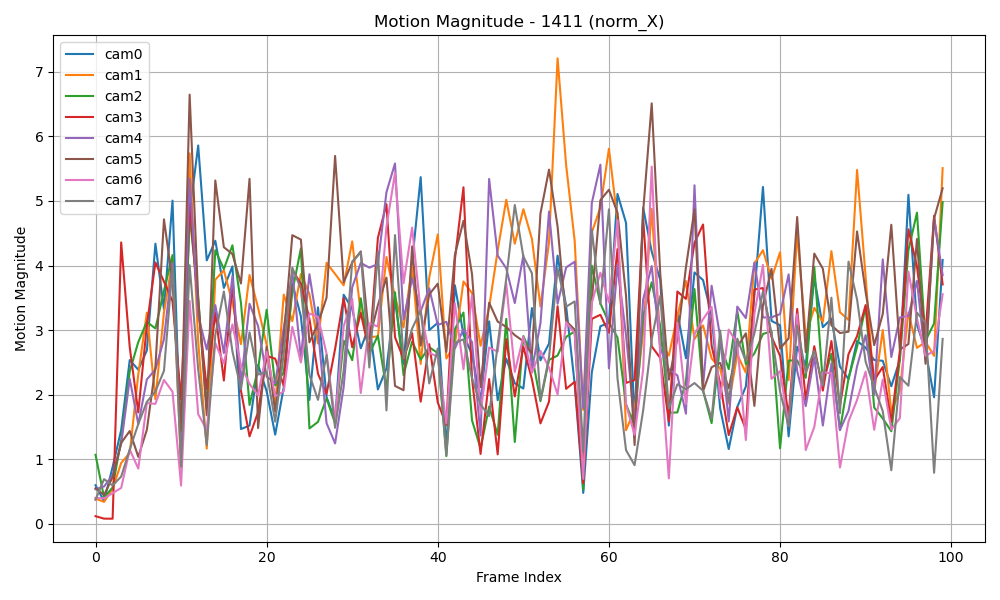 Motion Magnitude - 1411 (norm_X)
cam0
cam1
cam2
cam3
cam4
cam5
cam6
cam7
Motion Magnitude
7
6
5
4
3
2
1
0
0 20 40 60 80 100
Frame Index